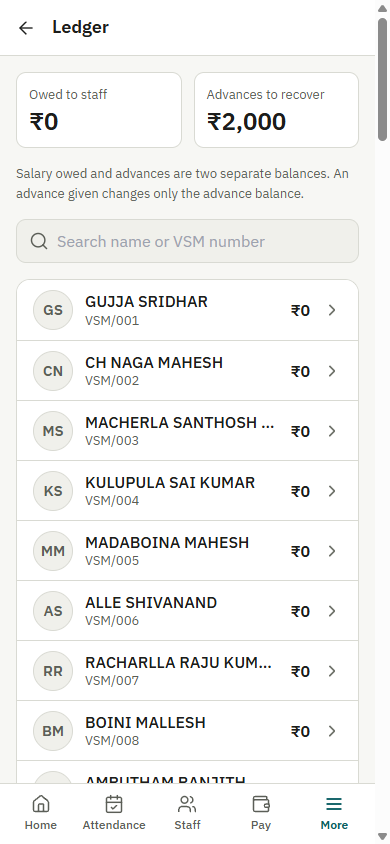 Ledger
Owed to staff
₹0
Advances to recover
₹2,000
Salary owed and advances are two separate balances. An
advance given changes only the advance balance.
Search name or VSM number
GS
GUJJA SRIDHAR
VSM/001
₹0
CN
CH NAGA MAHESH
VSM/002
₹0
MS
MACHERLA SANTHOSH ...
VSM/003
₹0
KS
KULUPULA SAI KUMAR
VSM/004
₹0
MM
MADABOINA MAHESH
VSM/005
₹0
AS
ALLE SHIVANAND
VSM/006
₹0
RR
RACHARLLA RAJU KUM...
VSM/007
₹0
BM
BOINI MALLESH
VSM/008
₹0
AMRUTHAM RANJITH
Home
Attendance
Staff
Pay
More